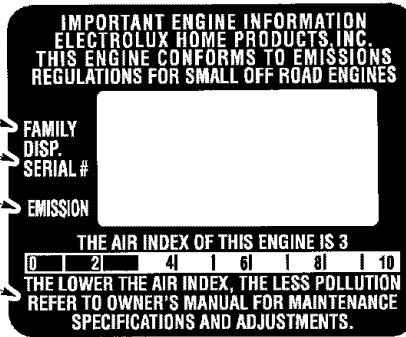 IMPORTANT ENGINE INFORMATION
ELECTROLUX HOME PRODUCTS, INC.
THIS ENGINE CONFORMS TO EMISSIONS
REGULATIONS FOR SMALL OFF ROAD ENGINES
FAMILY
DISP.
SERIAL #
EMISSION
THE AIR INDEX OF THIS ENGINE IS 3
0 2 4 6 8 10
THE LOWER THE AIR INDEX, THE LESS POLLUTION
REFER TO OWNER'S MANUAL FOR MAINTENANCE
SPECIFICATIONS AND ADJUSTMENTS.